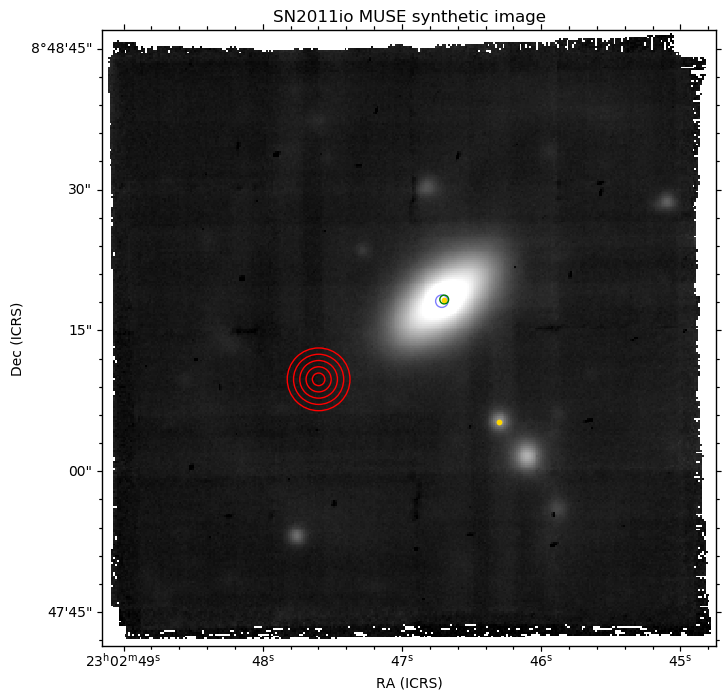 SN2011io MUSE synthetic image
8°48'45"
30"
15"
00"
47'45"
Dec (ICRS)
23ʰ02ᵐ49ˢ
48ˢ
47ˢ
46ˢ
45ˢ
RA (ICRS)